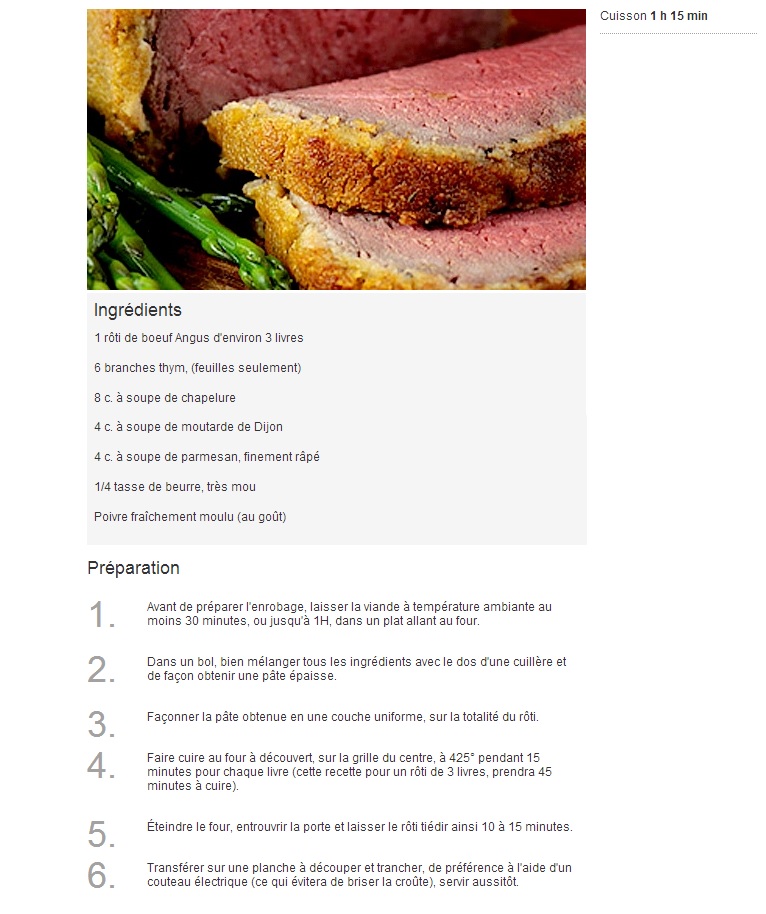 Cuisson 1 h 15 min
Ingrédients
1 rôti de boeuf Angus d'environ 3 livres
6 branches thym, (feuilles seulement)
8 c. à soupe de chapelure
4 c. à soupe de moutarde de Dijon
4 c. à soupe de parmesan, finement râpé
1/4 tasse de beurre, très mou
Poivre fraîchement moulu (au goût)
Préparation
1. Avant de préparer l'enrobage, laisser la viande à température ambiante au
moins 30 minutes, ou jusqu'à 1H, dans un plat allant au four.
2. Dans un bol, bien mélanger tous les ingrédients avec le dos d'une cuillère et
de façon obtenir une pâte épaisse.
3. Façonner la pâte obtenue en une couche uniforme, sur la totalité du rôti.
4. Faire cuire au four à découvert, sur la grille du centre, à 425° pendant 15
minutes pour chaque livre (cette recette pour un rôti de 3 livres, prendra 45
minutes à cuire).
5. Éteindre le four, entrouvrir la porte et laisser le rôti tiédir ainsi 10 à 15 minutes.
6. Transférer sur une planche à découper et trancher, de préférence à l'aide d'un
couteau électrique (ce qui évitera de briser la croûte), servir aussitôt.